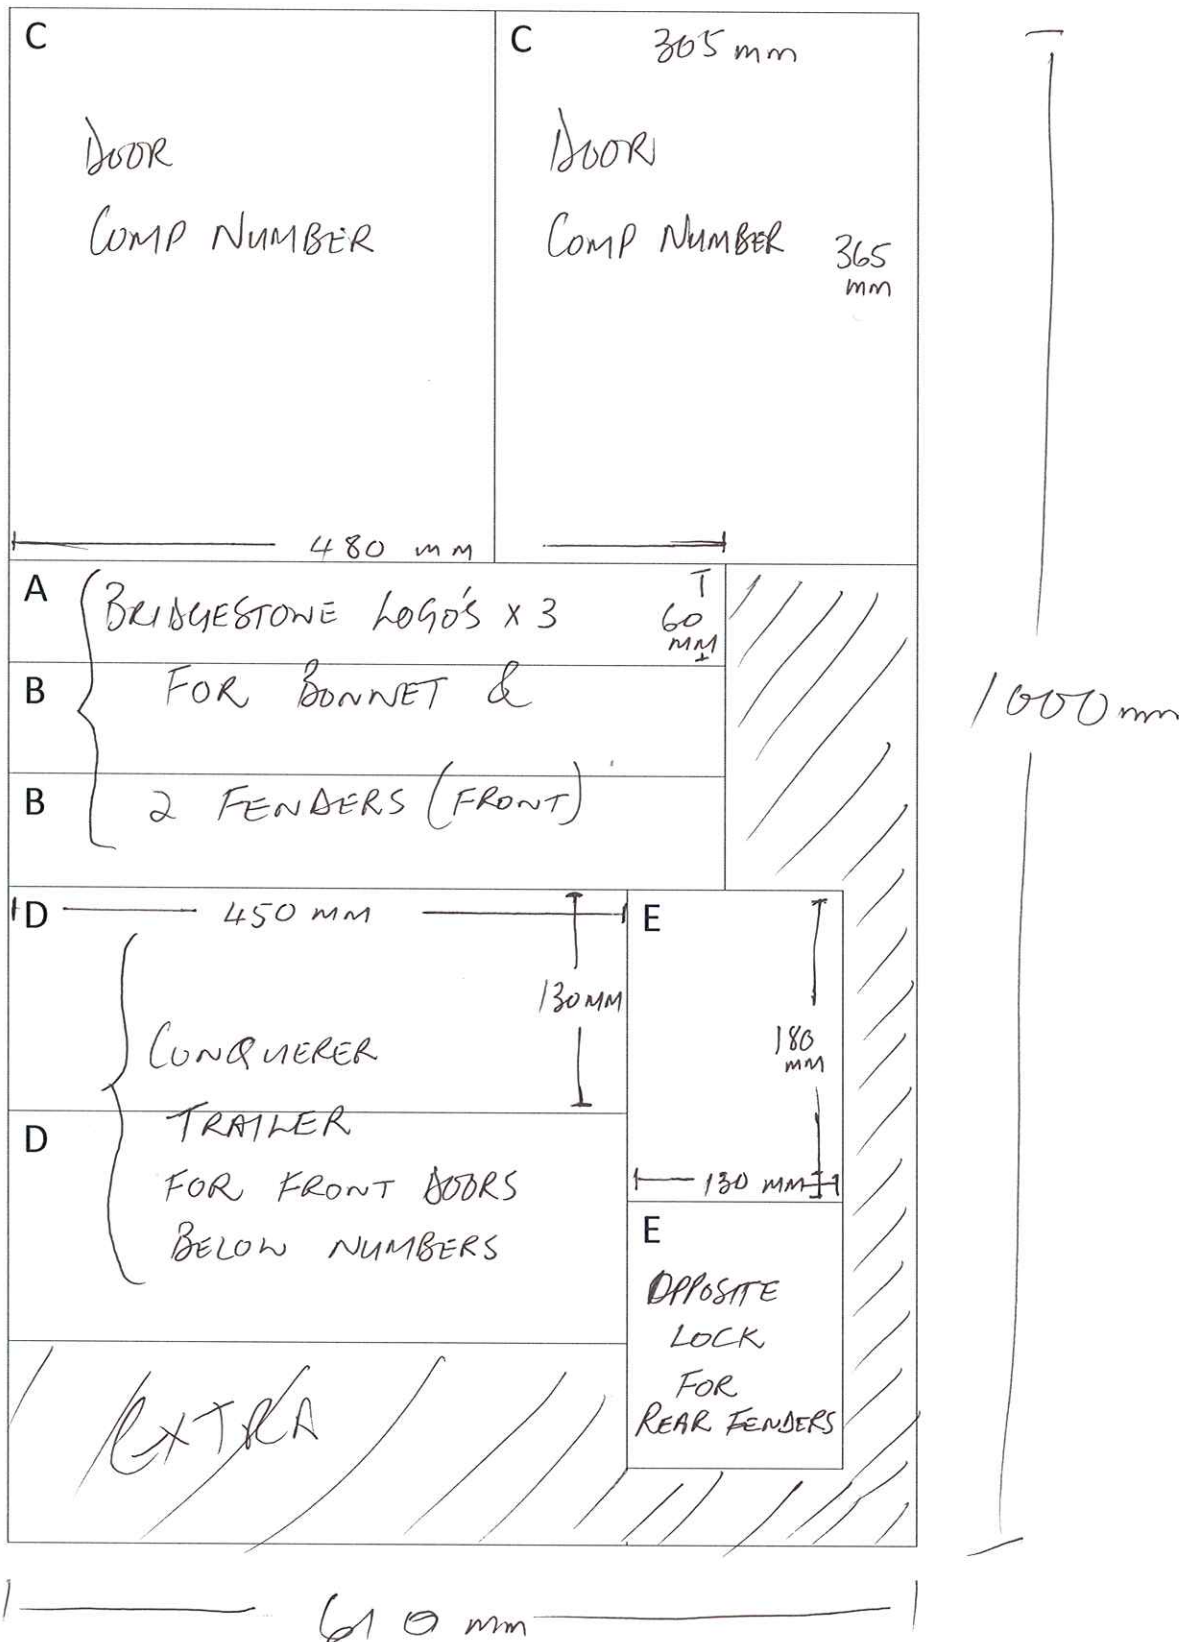 C
DOOR
COMP NUMBER
C
305 mm
DOOR
COMP NUMBER
365
mm
480 mm
A
BRIDGESTONE LOGO'S X 3
60
MM
B
FOR BONNET &
B
2 FENDERS (FRONT)
D
450 mm
130MM
CONQUERER
D
TRAILER
FOR FRONT DOORS
BELOW NUMBERS
E
180
mm
130 mm
E
OPPOSITE
LOCK
FOR
REAR FENDERS
EXTRA
1000 mm
610 mm